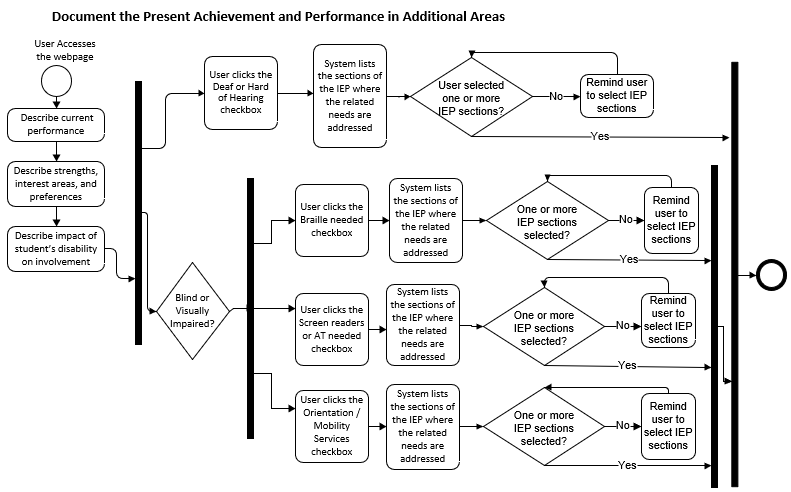 Document the Present Achievement and Performance in Additional Areas
User Accesses
the webpage
Describe current
performance
Describe strengths,
interest areas, and
preferences
Describe impact of
student's disability
on involvement
User clicks the
Deaf or Hard
of Hearing
checkbox
System lists
the sections of
the IEP where
the related
needs are
addressed
User selected
one or more
IEP sections?
No
Remind user
to select IEP
sections
Yes
Blind or
Visually
Impaired?
User clicks the
Braille needed
checkbox
System lists
the sections of
the IEP where
the related
needs are
addressed
One or more
IEP sections
selected?
No
Remind
user to
select IEP
sections
Yes
User clicks the
Screen readers
or AT needed
checkbox
System lists
the sections of
the IEP where
the related
needs are
addressed
One or more
IEP sections
selected?
No
Remind
user to
select IEP
sections
Yes
User clicks the
Orientation /
Mobility
Services
checkbox
System lists
the sections of
the IEP where
the related
needs are
addressed
One or more
IEP sections
selected?
No
Remind
user to
select IEP
sections
Yes